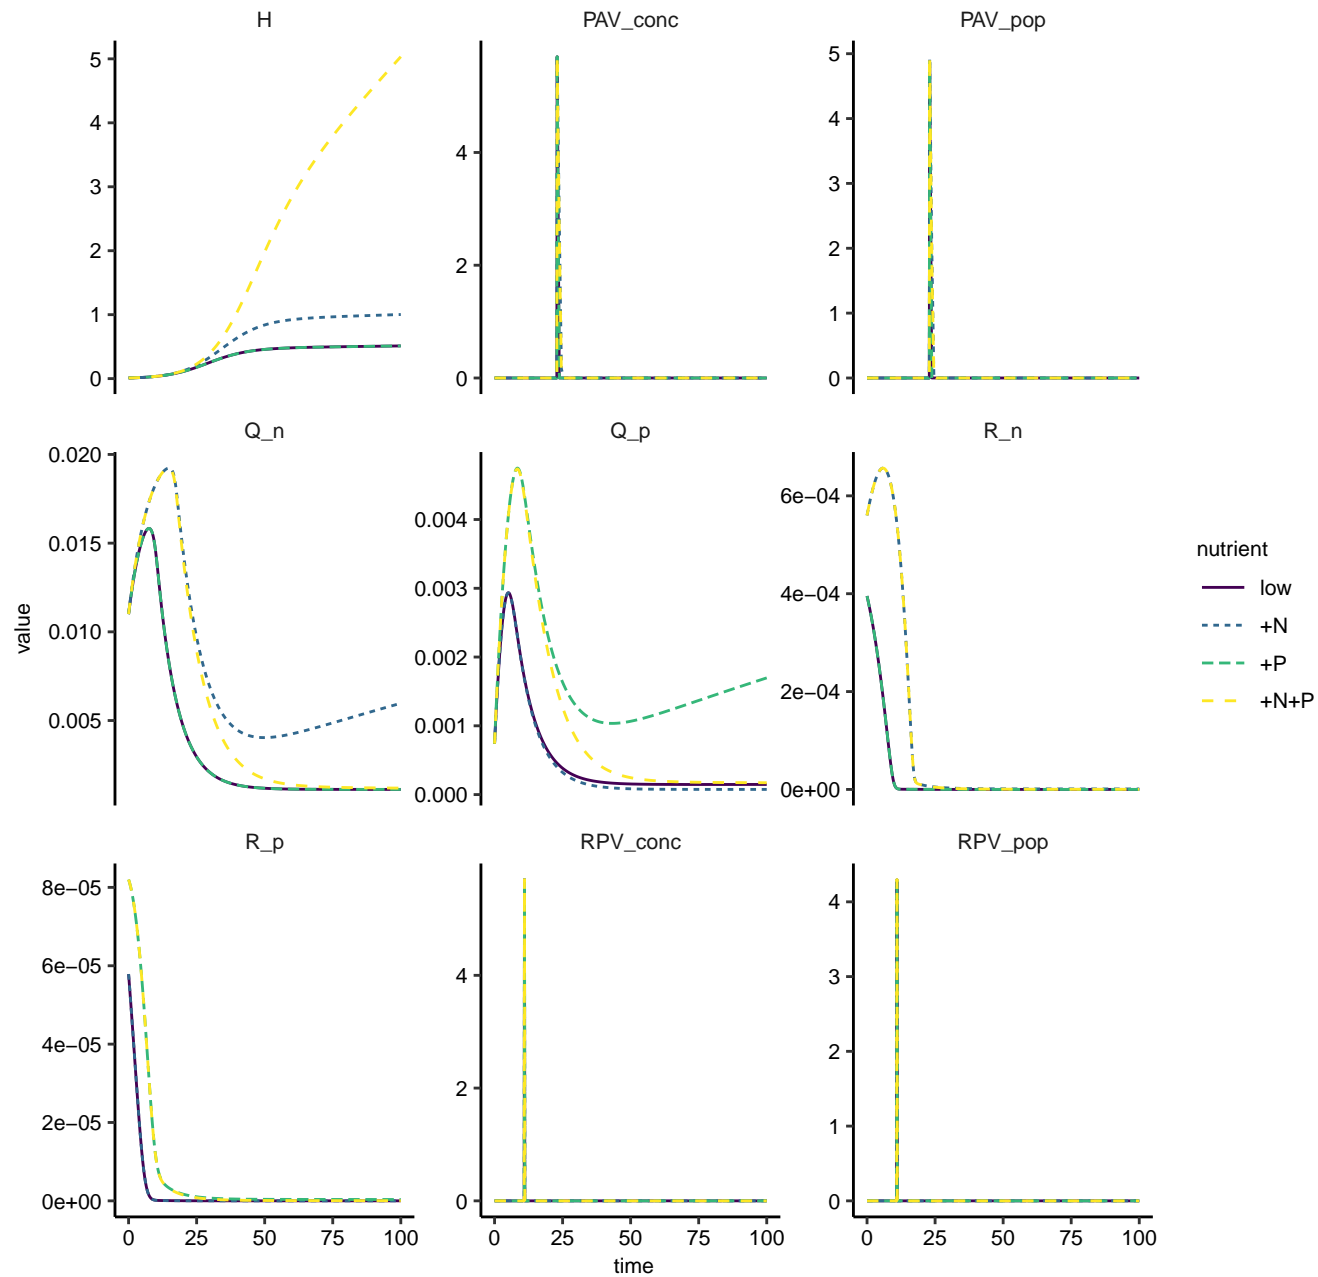 H
PAV_conc
PAV_pop
5
4
3
2
1
0
4
2
0
5
4
3
2
1
0
Q_n
Q_p
R_n
0.020
0.015
0.010
0.005
0.004
0.003
0.002
0.001
0.000
6e−04
4e−04
2e−04
0e+00
value
nutrient
low
+N
+P
+N+P
R_p
RPV_conc
RPV_pop
8e−05
6e−05
4e−05
2e−05
0e+00
4
2
0
4
3
2
1
0
0 25 50 75 100
0 25 50 75 100
0 25 50 75 100
time